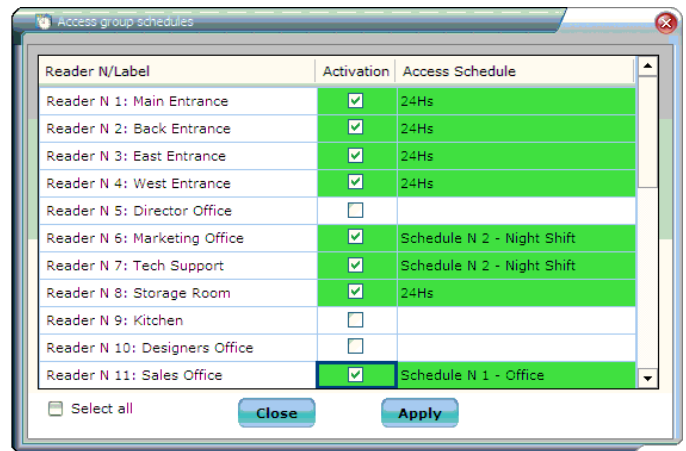 Access group schedules
Reader N/Label Activation Access Schedule
Reader N 1: Main Entrance 24Hs
Reader N 2: Back Entrance 24Hs
Reader N 3: East Entrance 24Hs
Reader N 4: West Entrance 24Hs
Reader N 5: Director Office
Reader N 6: Marketing Office Schedule N 2 - Night Shift
Reader N 7: Tech Support Schedule N 2 - Night Shift
Reader N 8: Storage Room 24Hs
Reader N 9: Kitchen
Reader N 10: Designers Office
Reader N 11: Sales Office Schedule N 1 - Office
Select all Close Apply